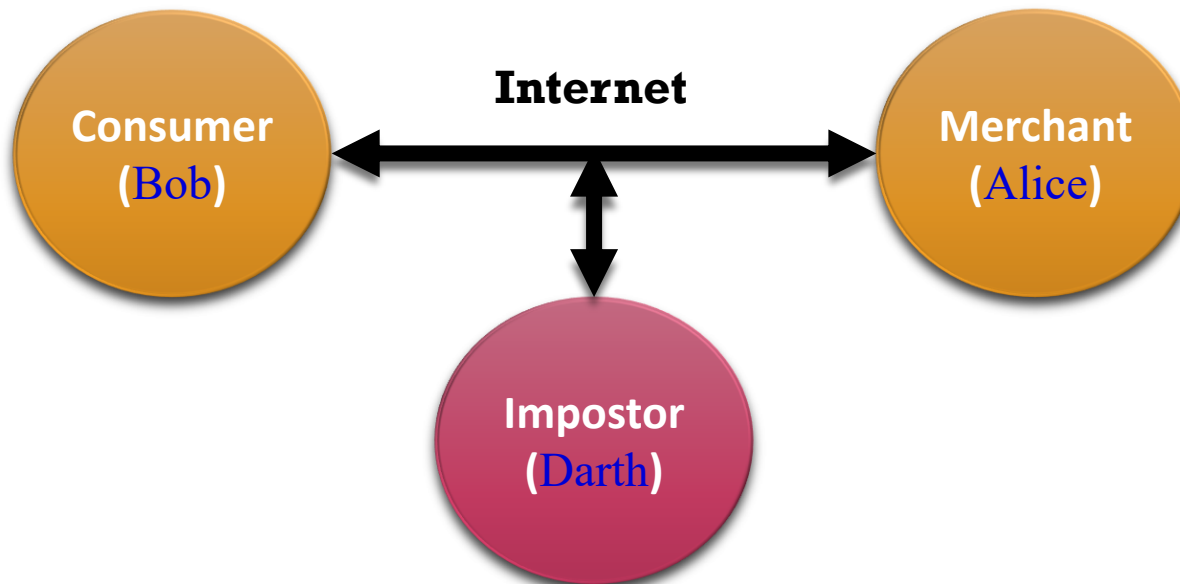 Internet
Consumer
(Bob)
Merchant
(Alice)
Impostor
(Darth)